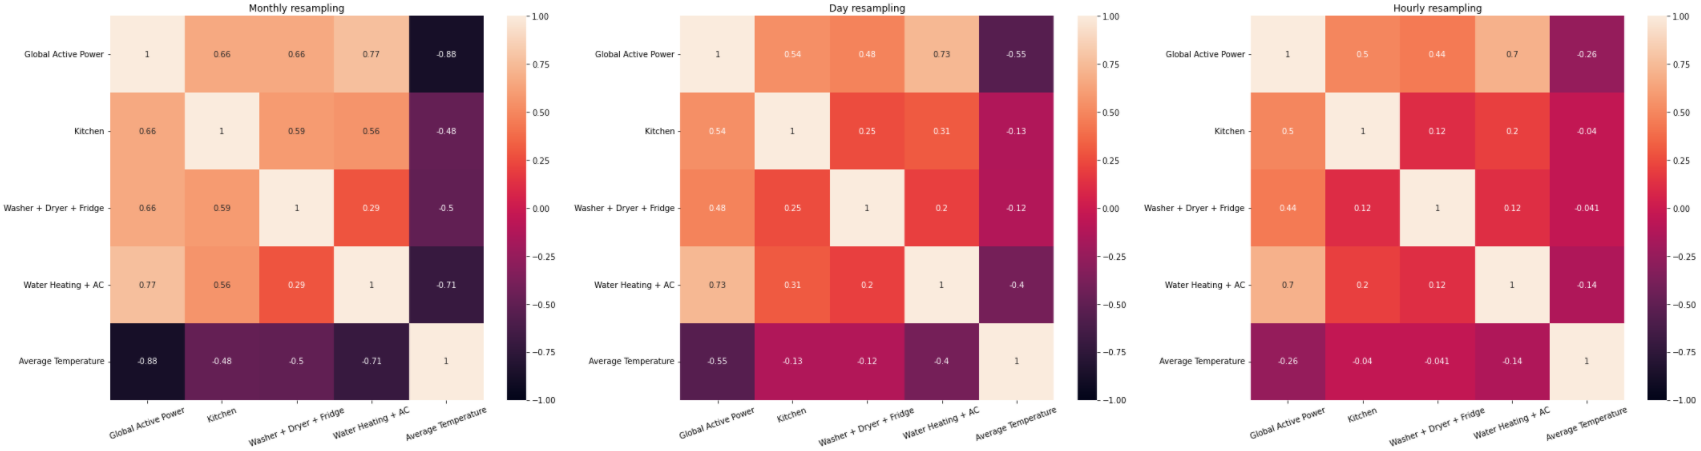 Monthly resampling
Global Active Power 1 0.66 0.66 0.77 -0.88
Kitchen 0.66 1 0.59 0.56 -0.48
Washer + Dryer + Fridge 0.66 0.59 1 0.29 -0.5
Water Heating + AC 0.77 0.56 0.29 1 -0.71
Average Temperature -0.88 -0.48 -0.5 -0.71 1
Global Active Power Kitchen Washer + Dryer + Fridge Water Heating + AC Average Temperature
1.00
0.75
0.50
0.25
0.00
−0.25
−0.50
−0.75
−1.00
Day resampling
Global Active Power 1 0.54 0.48 0.73 -0.55
Kitchen 0.54 1 0.25 0.31 -0.13
Washer + Dryer + Fridge 0.48 0.25 1 0.2 -0.12
Water Heating + AC 0.73 0.31 0.2 1 -0.4
Average Temperature -0.55 -0.13 -0.12 -0.4 1
Global Active Power Kitchen Washer + Dryer + Fridge Water Heating + AC Average Temperature
1.00
0.75
0.50
0.25
0.00
−0.25
−0.50
−0.75
−1.00
Hourly resampling
Global Active Power 1 0.5 0.44 0.7 -0.26
Kitchen 0.5 1 0.12 0.2 -0.04
Washer + Dryer + Fridge 0.44 0.12 1 0.12 -0.041
Water Heating + AC 0.7 0.2 0.12 1 -0.14
Average Temperature -0.26 -0.04 -0.041 -0.14 1
Global Active Power Kitchen Washer + Dryer + Fridge Water Heating + AC Average Temperature
1.00
0.75
0.50
0.25
0.00
−0.25
−0.50
−0.75
−1.00